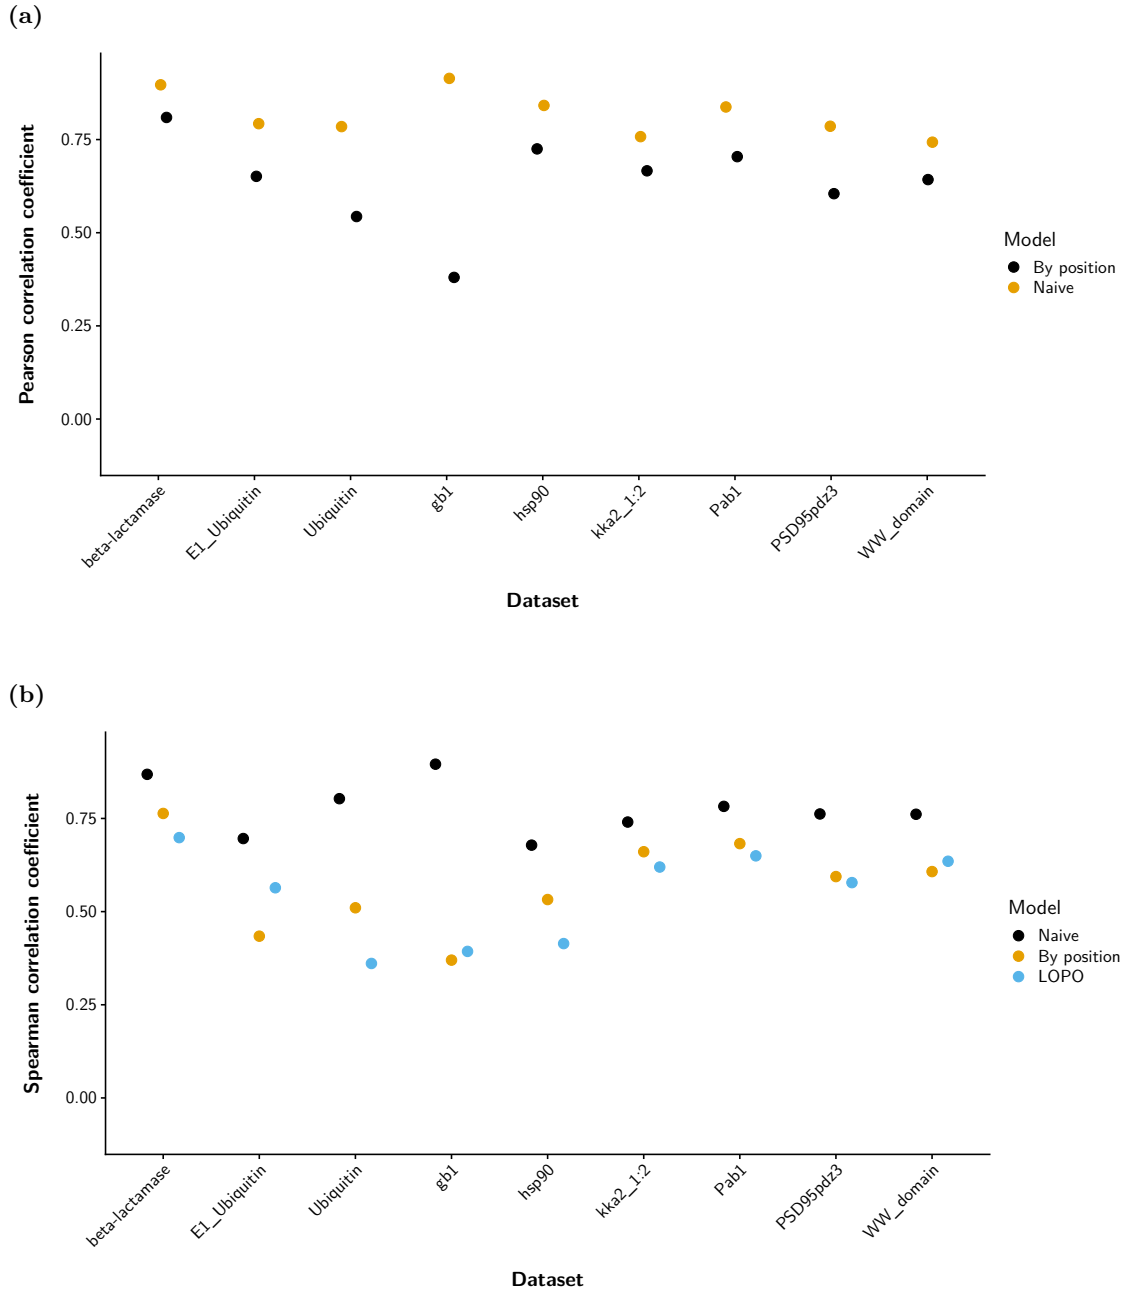 (a)
Pearson correlation coefficient
0.75
0.50
0.25
0.00
beta-lactamase
E1_Ubiquitin
Ubiquitin
gb1
hsp90
kka2_1:2
Pab1
PSD95pdz3
WW_domain
Dataset
Model
By position
Naive
(b)
Spearman correlation coefficient
0.75
0.50
0.25
0.00
beta-lactamase
E1_Ubiquitin
Ubiquitin
gb1
hsp90
kka2_1:2
Pab1
PSD95pdz3
WW_domain
Dataset
Model
Naive
By position
LOPO